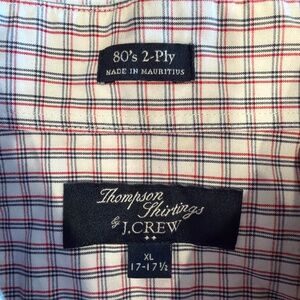 80's 2-Ply
MADE IN MAURITIUS
Thompson
Shirtings
by J.CREW
XL
17-17½